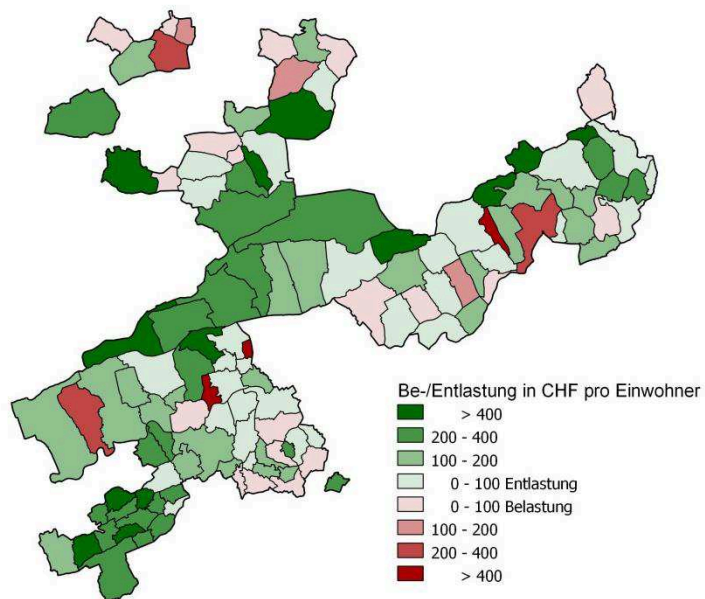 Be-/Entlastung in CHF pro Einwohner
> 400
200 - 400
100 - 200
0 - 100 Entlastung
0 - 100 Belastung
100 - 200
200 - 400
> 400